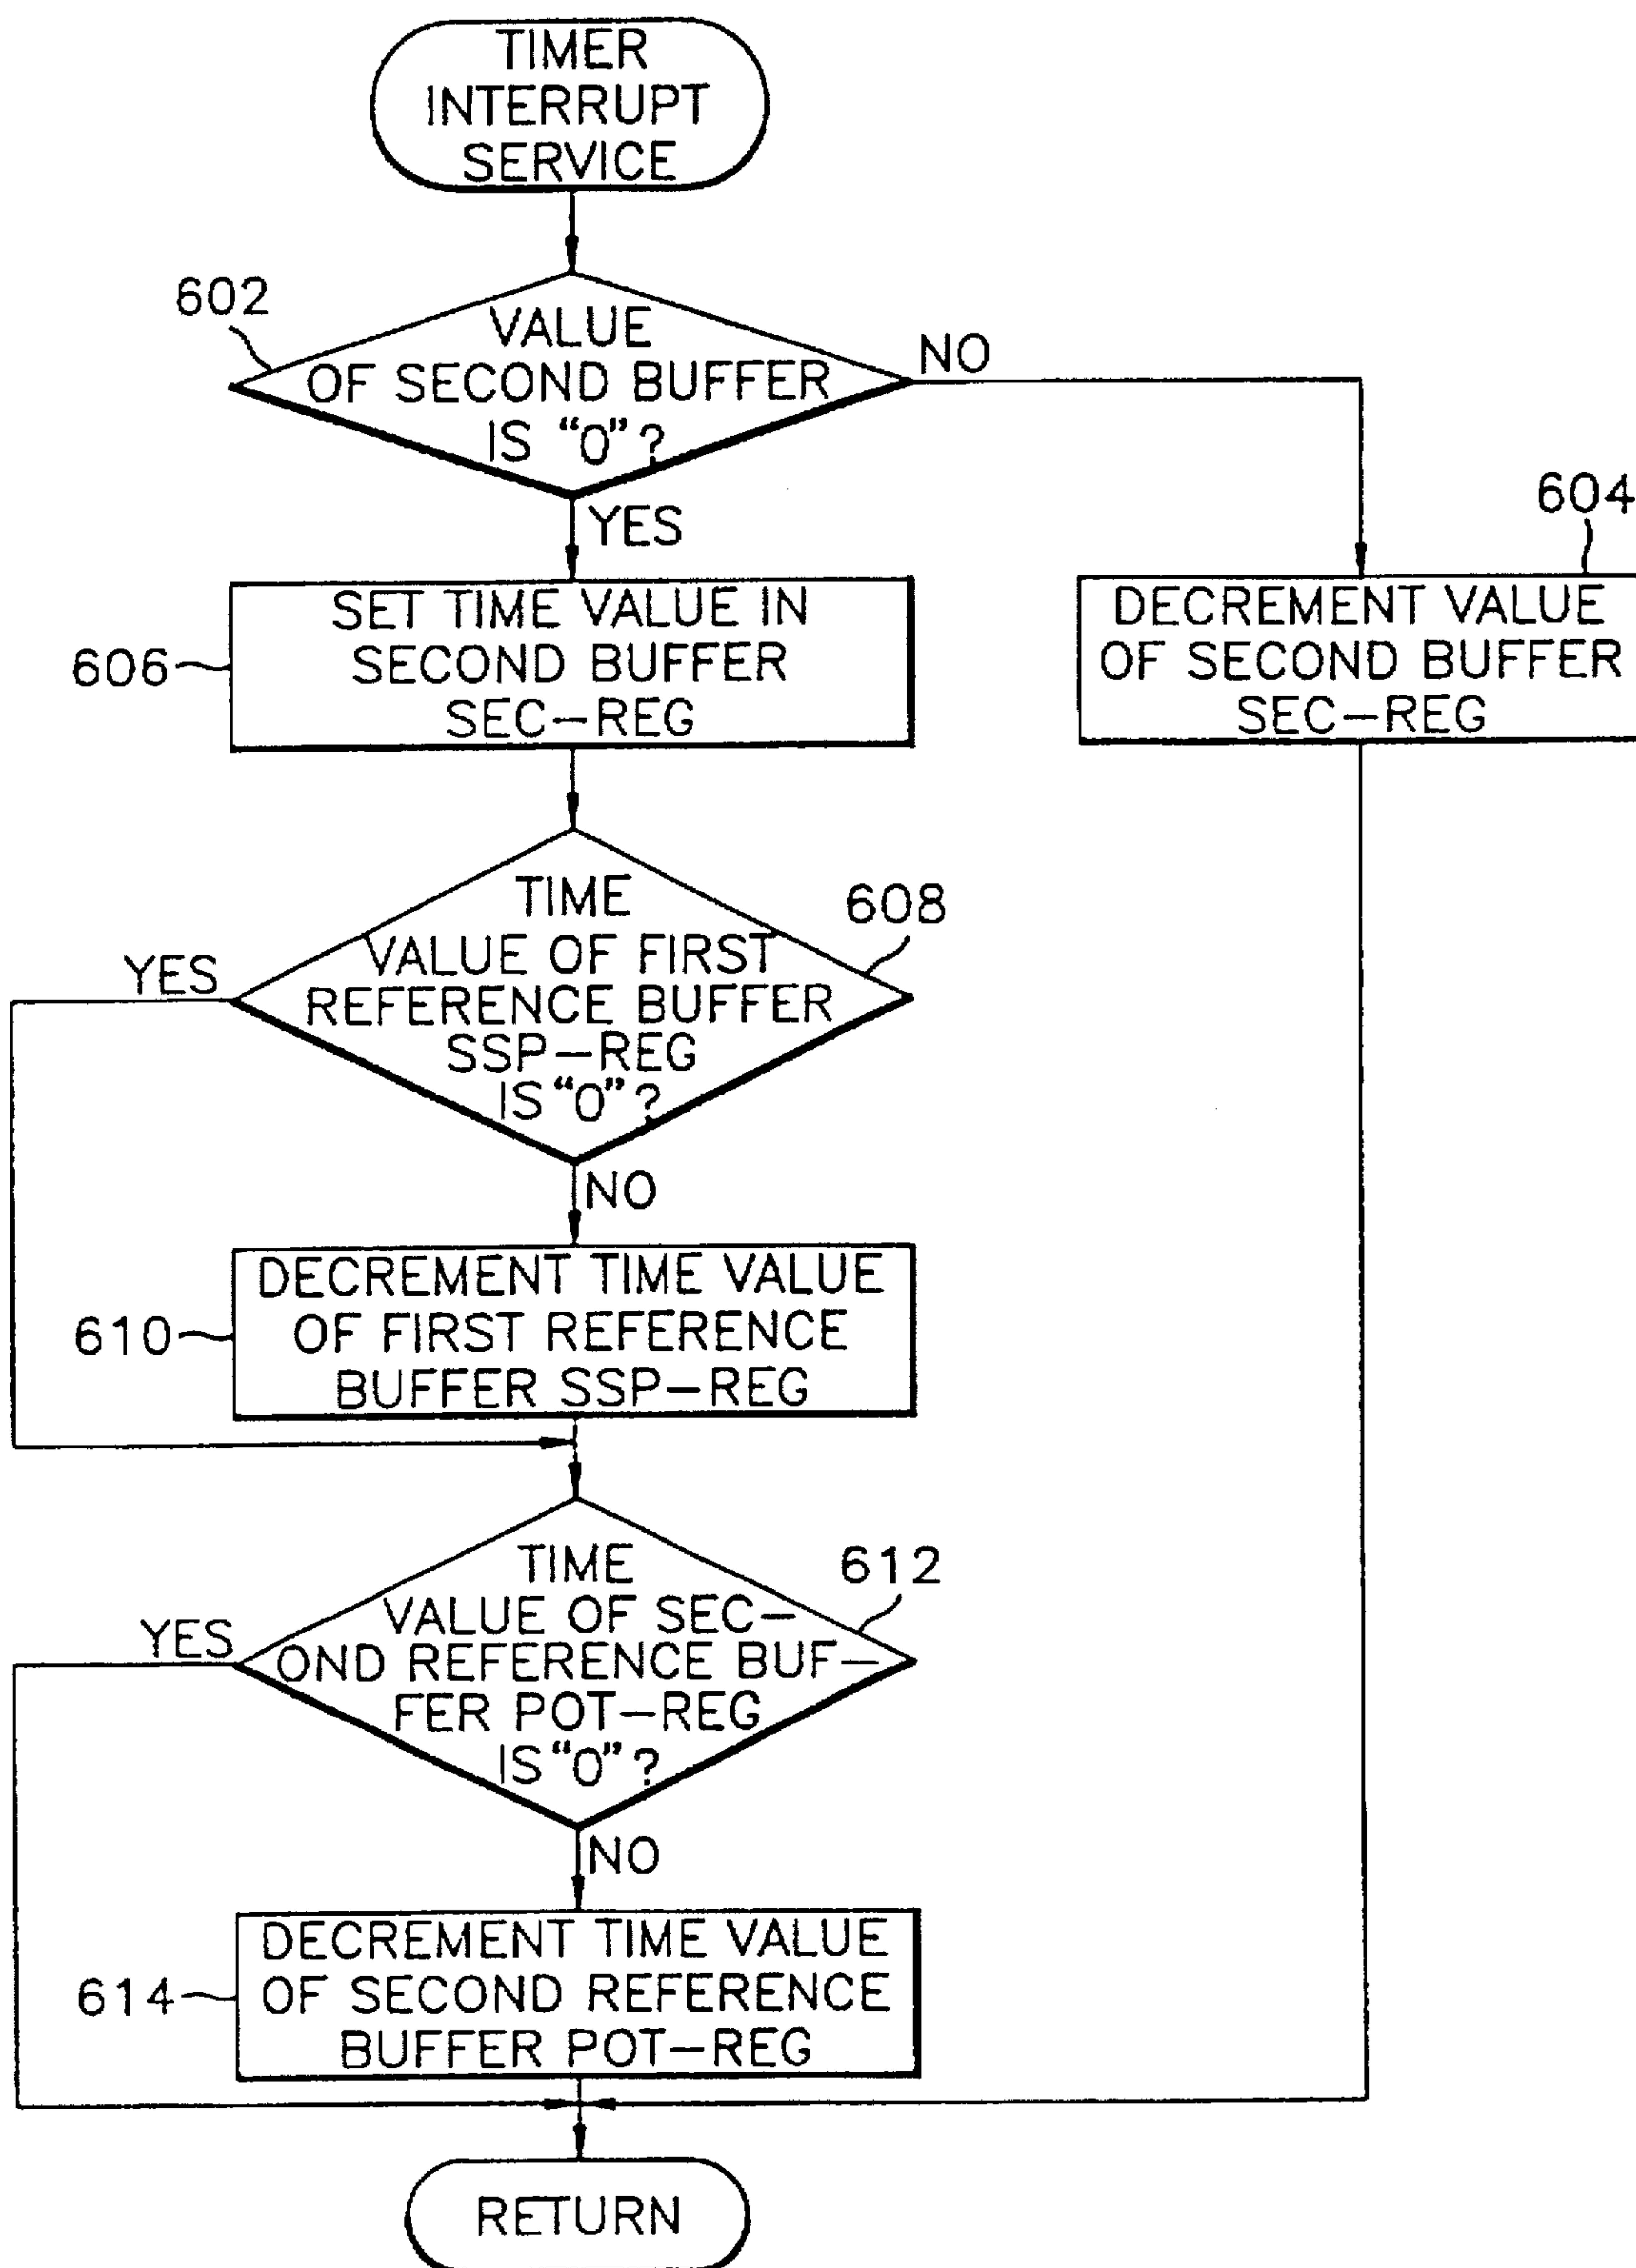 TIMER
INTERRUPT
SERVICE
602
VALUE
OF SECOND BUFFER
IS “0”?
NO
YES
604
606
SET TIME VALUE IN
SECOND BUFFER
SEC-REG
DECREMENT VALUE
OF SECOND BUFFER
SEC-REG
608
TIME
VALUE OF FIRST
REFERENCE BUFFER
SSP-REG
IS “0”?
YES
NO
610
DECREMENT TIME VALUE
OF FIRST REFERENCE
BUFFER SSP-REG
612
TIME
VALUE OF SEC-
OND REFERENCE BUF-
FER POT-REG
IS “0”?
YES
NO
614
DECREMENT TIME VALUE
OF SECOND REFERENCE
BUFFER POT-REG
RETURN